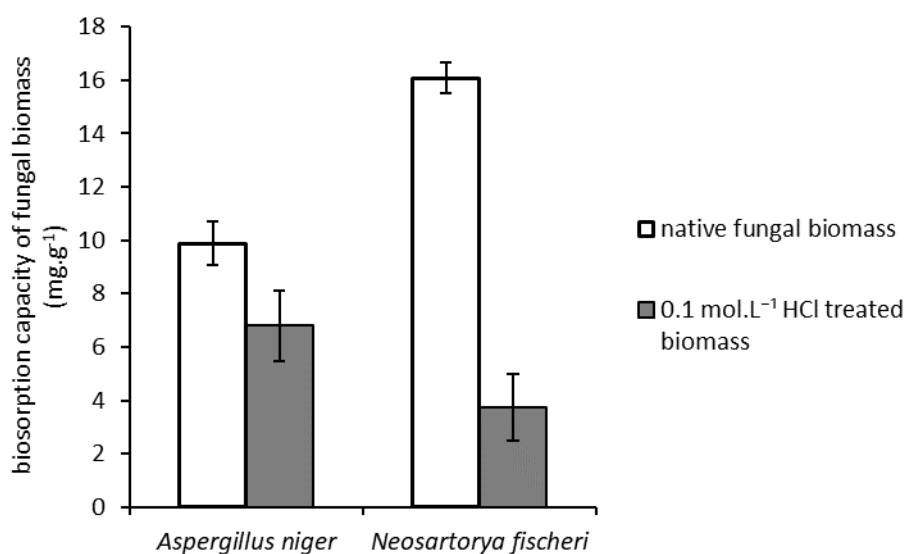 biosorption capacity of fungal biomass
(mg.g⁻¹)
18
16
14
12
10
8
6
4
2
0
Aspergillus niger
Neosartorya fischeri
native fungal biomass
0.1 mol.L⁻¹ HCl treated
biomass